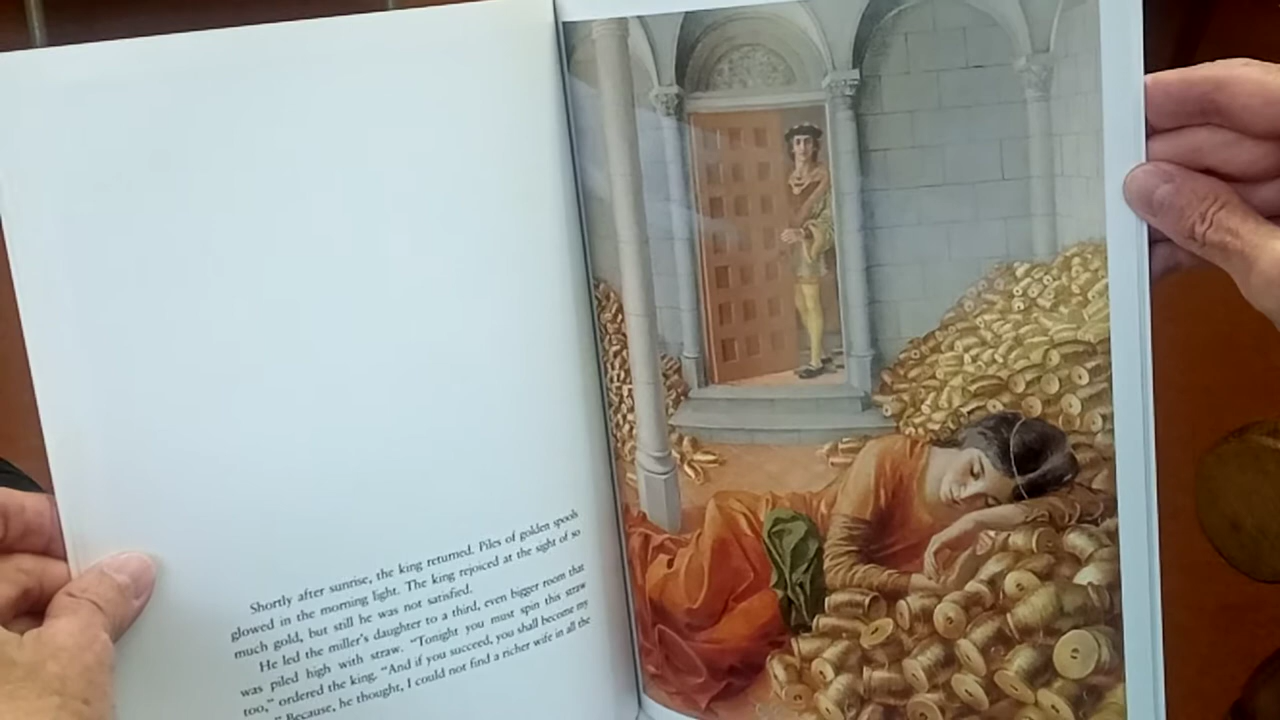 Shortly after sunrise, the king returned. Piles of golden spools
glowed in the morning light. The king rejoiced at the sight of so
much gold, but still he was not satisfied.
He led the miller's daughter to a third, even bigger room that
was piled high with straw. "Tonight you must spin this straw
too," ordered the king. "And if you succeed, you shall become my
" Because, he thought, I could not find a richer wife in all the